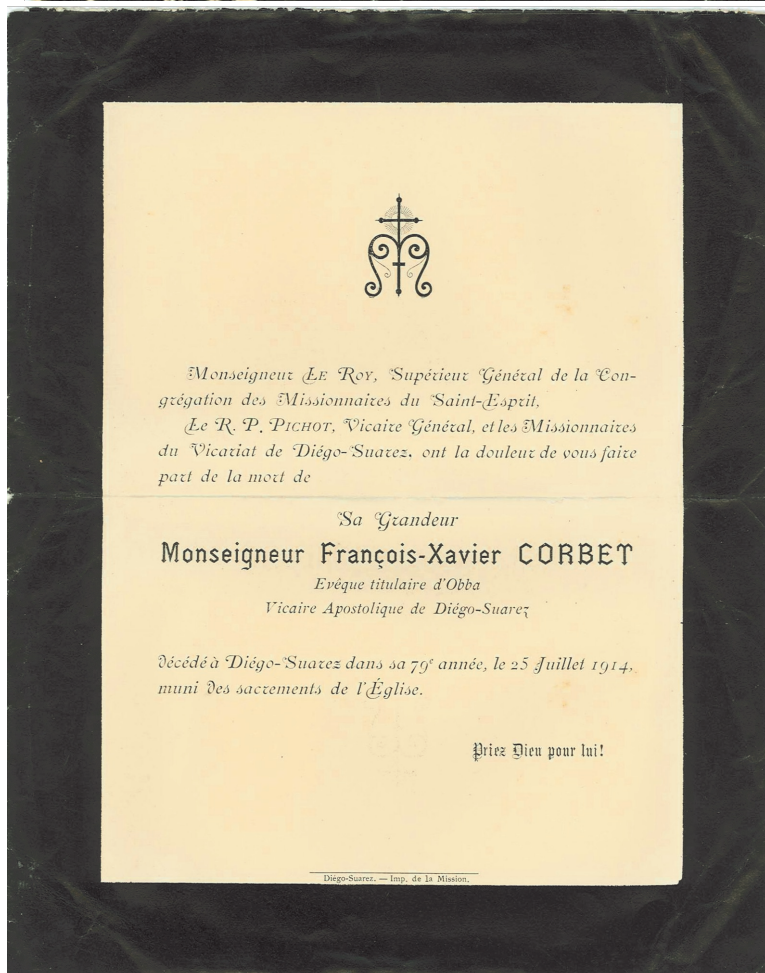 Monseigneur LE ROY, Supérieur Général de la Con-
grégation des Missionnaires du Saint-Esprit,
Le R. P. PICHOT, Vicaire Général, et les Missionnaires
du Vicariat de Diégo-Suarez. ont la douleur de vous faire
part de la mort de
Sa Grandeur
Monseigneur François-Xavier CORBET
Evêque titulaire d'Obba
Vicaire Apostolique de Diégo-Suarez
décédé à Diégo-Suarez dans sa 79e année, le 25 Juillet 1914,
muni des sacrements de l'Église.
Priez Dieu pour lui!
Diégo-Suarez. — Imp. de la Mission.